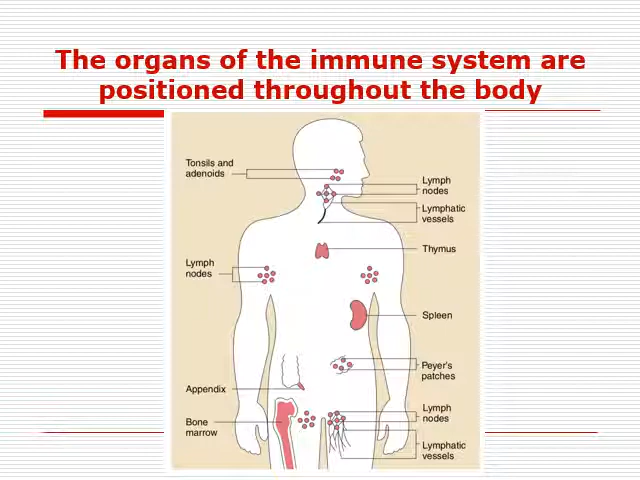 The organs of the immune system are
positioned throughout the body
Tonsils and
adenoids
Lymph
nodes
Lymphatic
vessels
Thymus
Lymph
nodes
Spleen
Peyer's
patches
Appendix
Lymph
nodes
Bone
marrow
Lymphatic
vessels